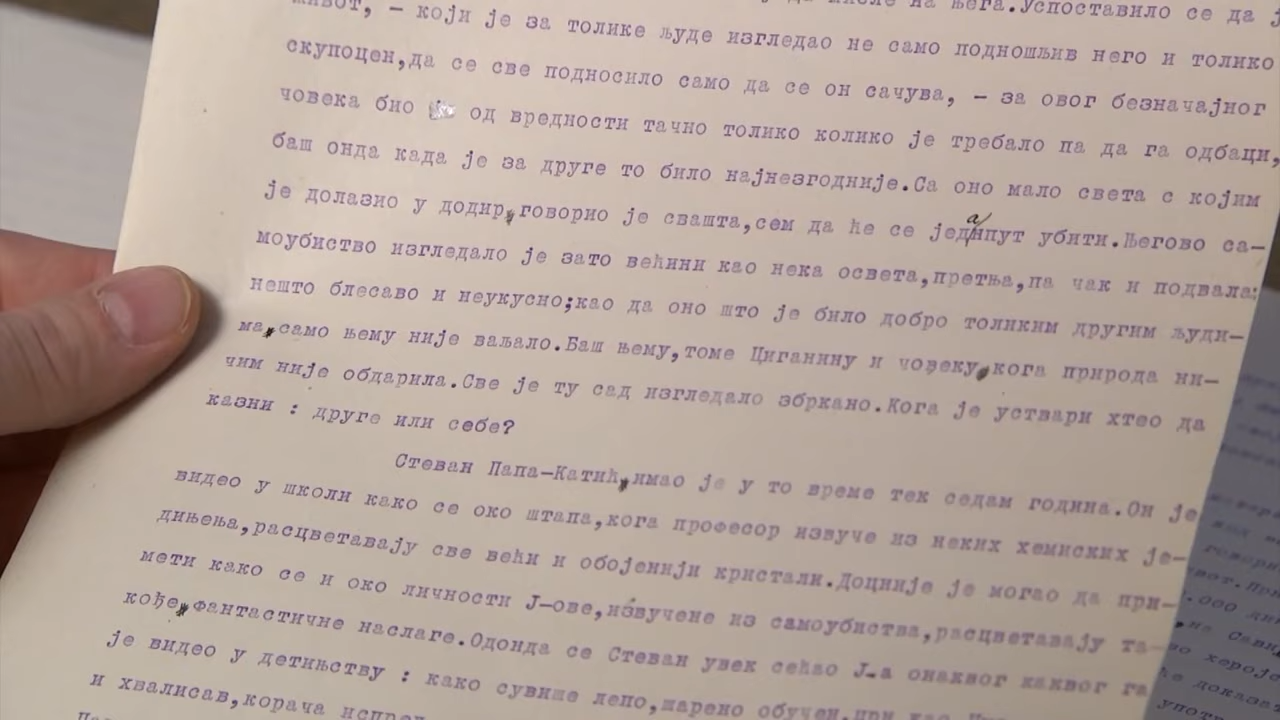 на њега.Успоставило се да
живот, – који је за толике људе изгледао не само подношљив него и толико
скупоцен,да се све подносило само да се он сачува, – за овог безначајног
човека био од вредности тачно толико колико је требало па да га одбаци,
баш онда када је за друге то било најнезгодније.Са оно мало света с којим
је долазио у додир,говорио је свашта,сем да ће се једанпут убити.Његово са–
моубиство изгледало је зато већини као нека освета,претња,па чак и подвала:
нешто блесаво и неукусно;као да оно што је било добро толиким другим људи–
ма,само њему није ваљало.Баш њему,томе Циганину и човеку,кога природа ни–
чим није обдарила.Све је ту сад изгледало збркано.Кога је уствари хтео да
казни : друге или себе?
Стеван Папа–Катић,имао је у то време тек седам година.Он је
видео у школи како се око штапа,кога професор извуче из неких хемиских је–
дињења,расцветавају све већи и обојенији кристали.Доцније је могао да при–
мети како се и око личности Ј–ове,извучене из самоубиства,расцветавају та–
кође,фантастичне наслаге.Одонда се Стеван увек сећао Ј–а онаквог каквог га
је видео у детињству : како сувише лепо,шарено обучен,
и хвалисав,корача